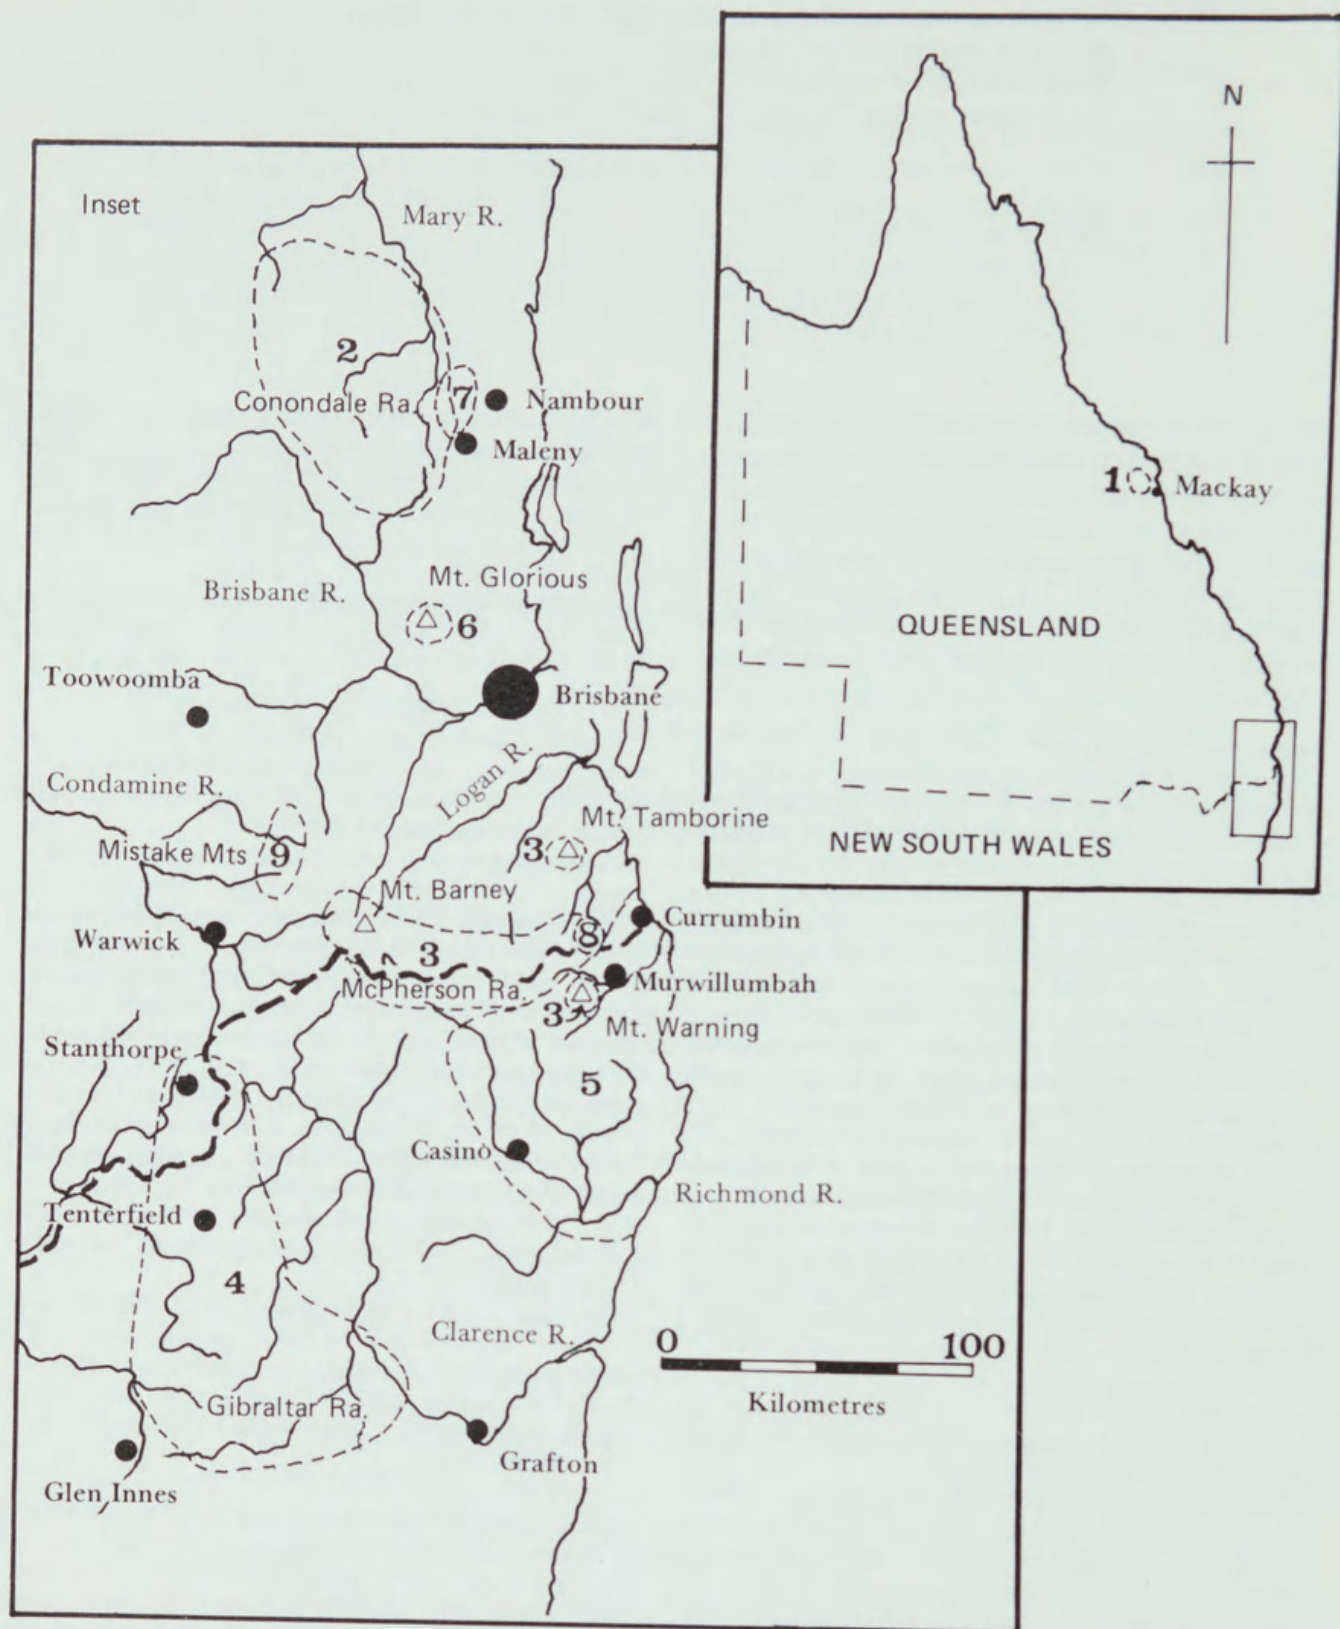 N
Inset
Mary R.
2
Conondale Ra.
7
Nambour
Maleny
1
Mackay
Mt. Glorious
Brisbane R.
6
QUEENSLAND
Toowoomba
Brisbane
Logan R.
Condamine R.
Mt. Tamborine
NEW SOUTH WALES
Mistake Mts
9
3
Mt. Barney
Currumbin
Warwick
8
3
McPherson Ra.
Murwillumbah
3
Mt. Warning
Stanthorpe
5
Casino
Richmond R.
Tenterfield
4
Clarence R.
0 100
Kilometres
Gibraltar Ra.
Grafton
Glen Innes